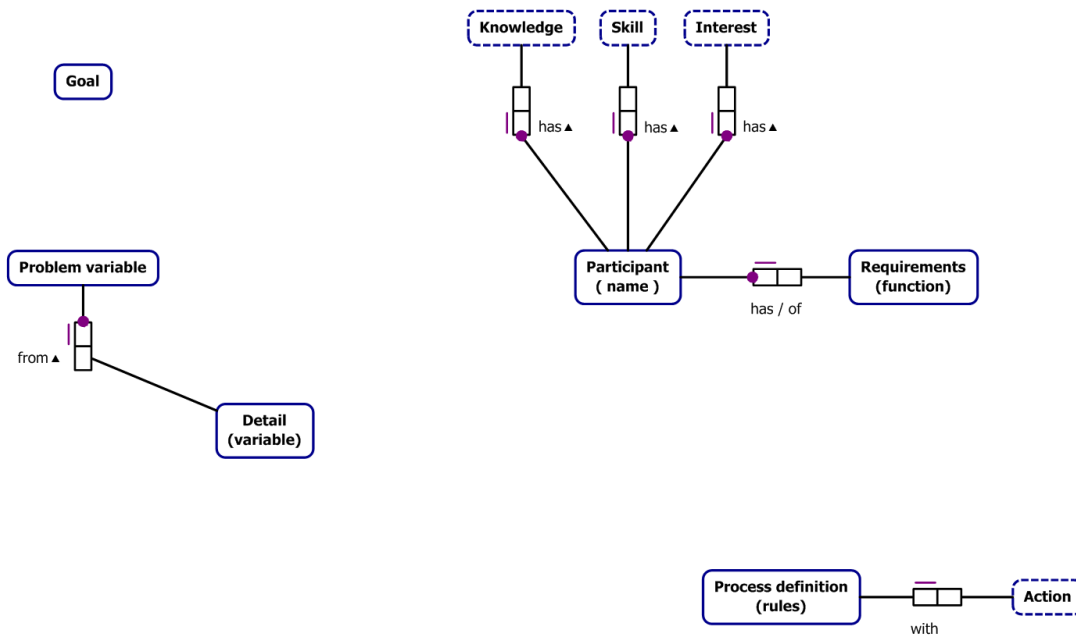 Knowledge
Skill
Interest
Goal
has ▲
has ▲
has ▲
Problem variable
Participant
( name )
Requirements
(function)
has / of
from ▲
Detail
(variable)
Process definition
(rules)
Action
with